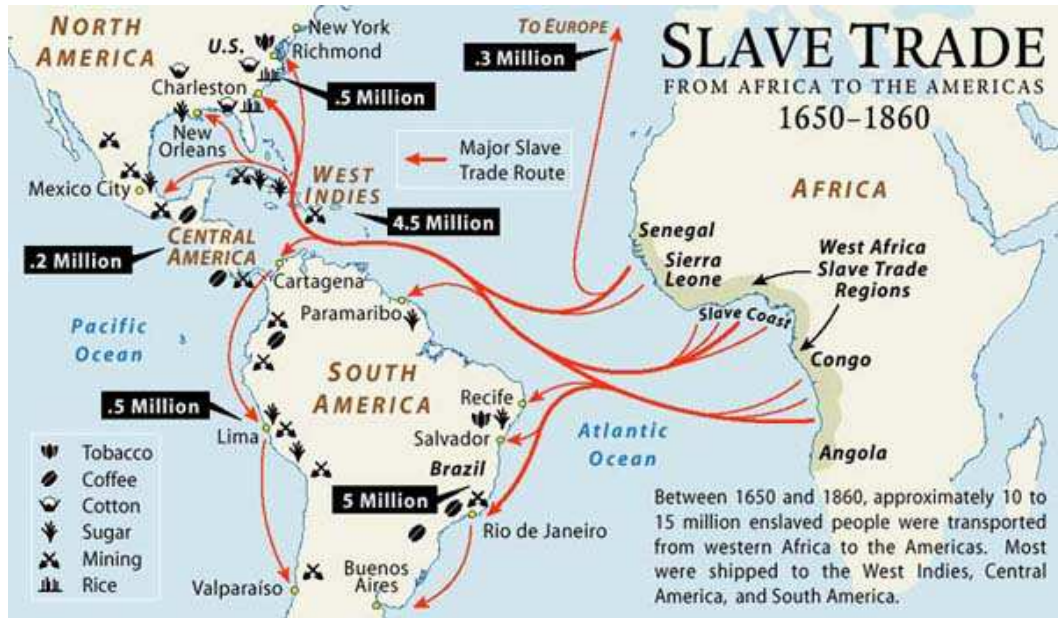 SLAVE TRADE
FROM AFRICA TO THE AMERICAS
1650–1860
NORTH
AMERICA
U.S.
New York
Richmond
Charleston
.5 Million
New
Orleans
Mexico City
WEST
INDIES
4.5 Million
CENTRAL
AMERICA
.2 Million
TO EUROPE
.3 Million
Major Slave
Trade Route
AFRICA
Senegal
Sierra
Leone
West Africa
Slave Trade
Regions
Slave Coast
Congo
Angola
Cartagena
Paramaribo
Pacific
Ocean
SOUTH
AMERICA
.5 Million
Lima
Recife
Salvador
Brazil
5 Million
Rio de Janeiro
Atlantic
Ocean
Valparaíso
Buenos
Aires
Tobacco
Coffee
Cotton
Sugar
Mining
Rice
Between 1650 and 1860, approximately 10 to
15 million enslaved people were transported
from western Africa to the Americas. Most
were shipped to the West Indies, Central
America, and South America.